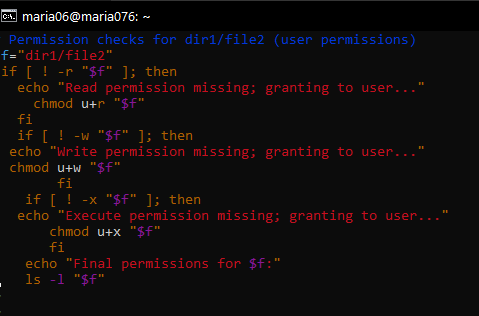 maria06@maria076: ~
Permission checks for dir1/file2 (user permissions)
f="dir1/file2"
if [ ! -r "$f" ]; then
  echo "Read permission missing; granting to user..."
    chmod u+r "$f"
  fi
  if [ ! -w "$f" ]; then
 echo "Write permission missing; granting to user..."
 chmod u+w "$f"
       fi
   if [ ! -x "$f" ]; then
  echo "Execute permission missing; granting to user..."
      chmod u+x "$f"
      fi
   echo "Final permissions for $f:"
   ls -l "$f"